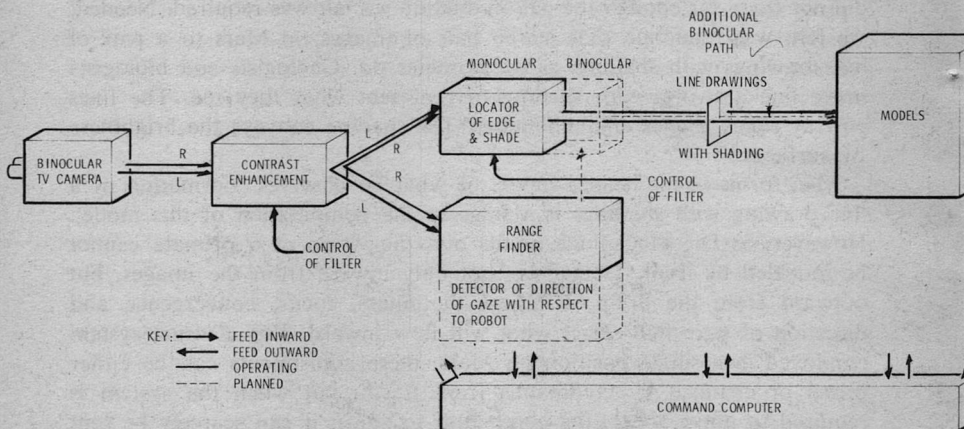 ADDITIONAL
BINOCULAR
PATH
MONOCULAR
BINOCULAR
LINE DRAWINGS
LOCATOR
OF EDGE
& SHADE
MODELS
BINOCULAR
TV CAMERA
R
CONTRAST
ENHANCEMENT
R
R
L
WITH SHADING
CONTROL
OF FILTER
CONTROL
OF FILTER
RANGE
FINDER
DETECTOR OF DIRECTION
OF GAZE WITH RESPECT
TO ROBOT
KEY:
FEED INWARD
FEED OUTWARD
OPERATING
PLANNED
COMMAND COMPUTER